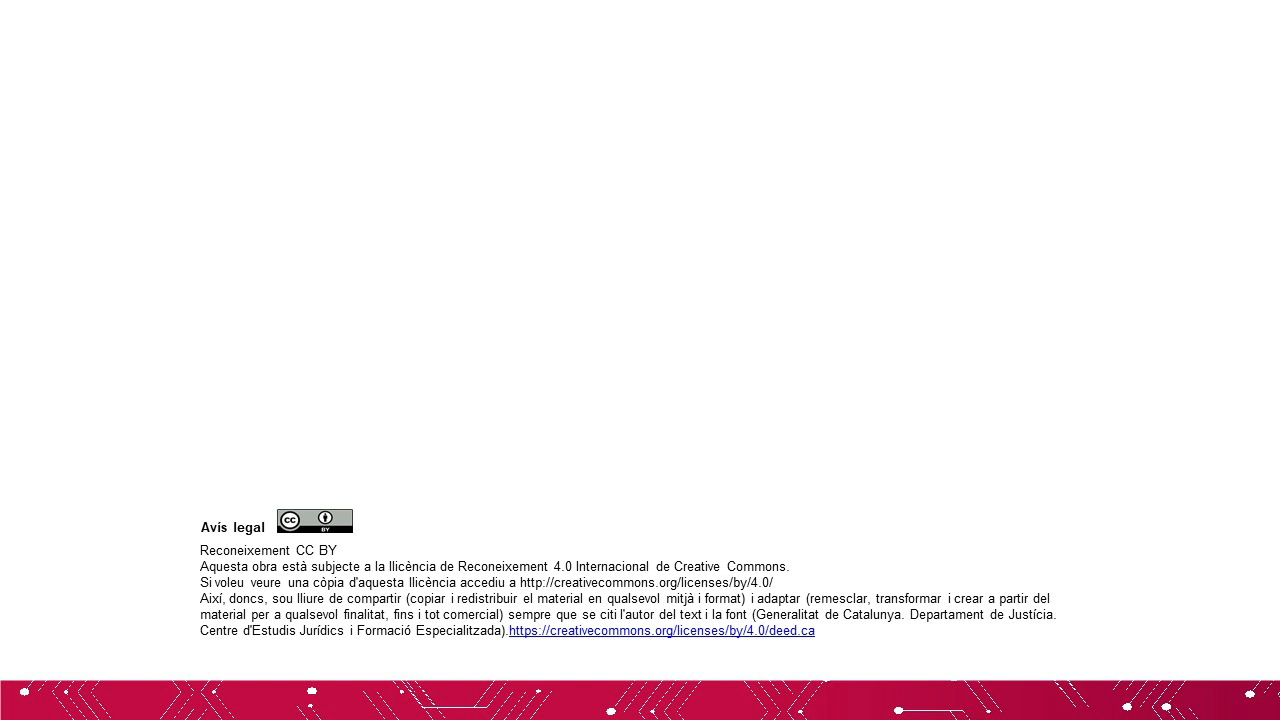 Avís legal
cc BY
Reconeixement CC BY
Aquesta obra està subjecte a la llicència de Reconeixement 4.0 Internacional de Creative Commons.
Si voleu veure una còpia d'aquesta llicència accediu a http://creativecommons.org/licenses/by/4.0/
Així, doncs, sou lliure de compartir (copiar i redistribuir el material en qualsevol mitjà i format) i adaptar (remesclar, transformar i crear a partir del
material per a qualsevol finalitat, fins i tot comercial) sempre que se citi l'autor del text i la font (Generalitat de Catalunya. Departament de Justícia.
Centre d'Estudis Jurídics i Formació Especialitzada).https://creativecommons.org/licenses/by/4.0/deed.ca